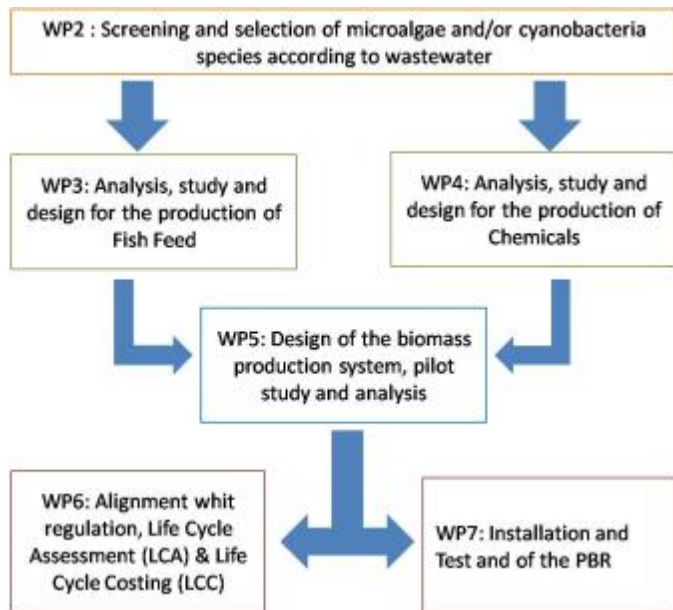 WP2 : Screening and selection of microalgae and/or cyanobacteria
species according to wastewater
WP3: Analysis, study and
design for the production of
Fish Feed
WP4: Analysis, study and
design for the production of
Chemicals
WP5: Design of the biomass
production system, pilot
study and analysis
WP6: Alignment whit
regulation, Life Cycle
Assessment (LCA) & Life
Cycle Costing (LCC)
WP7: Installation and
Test and of the PBR